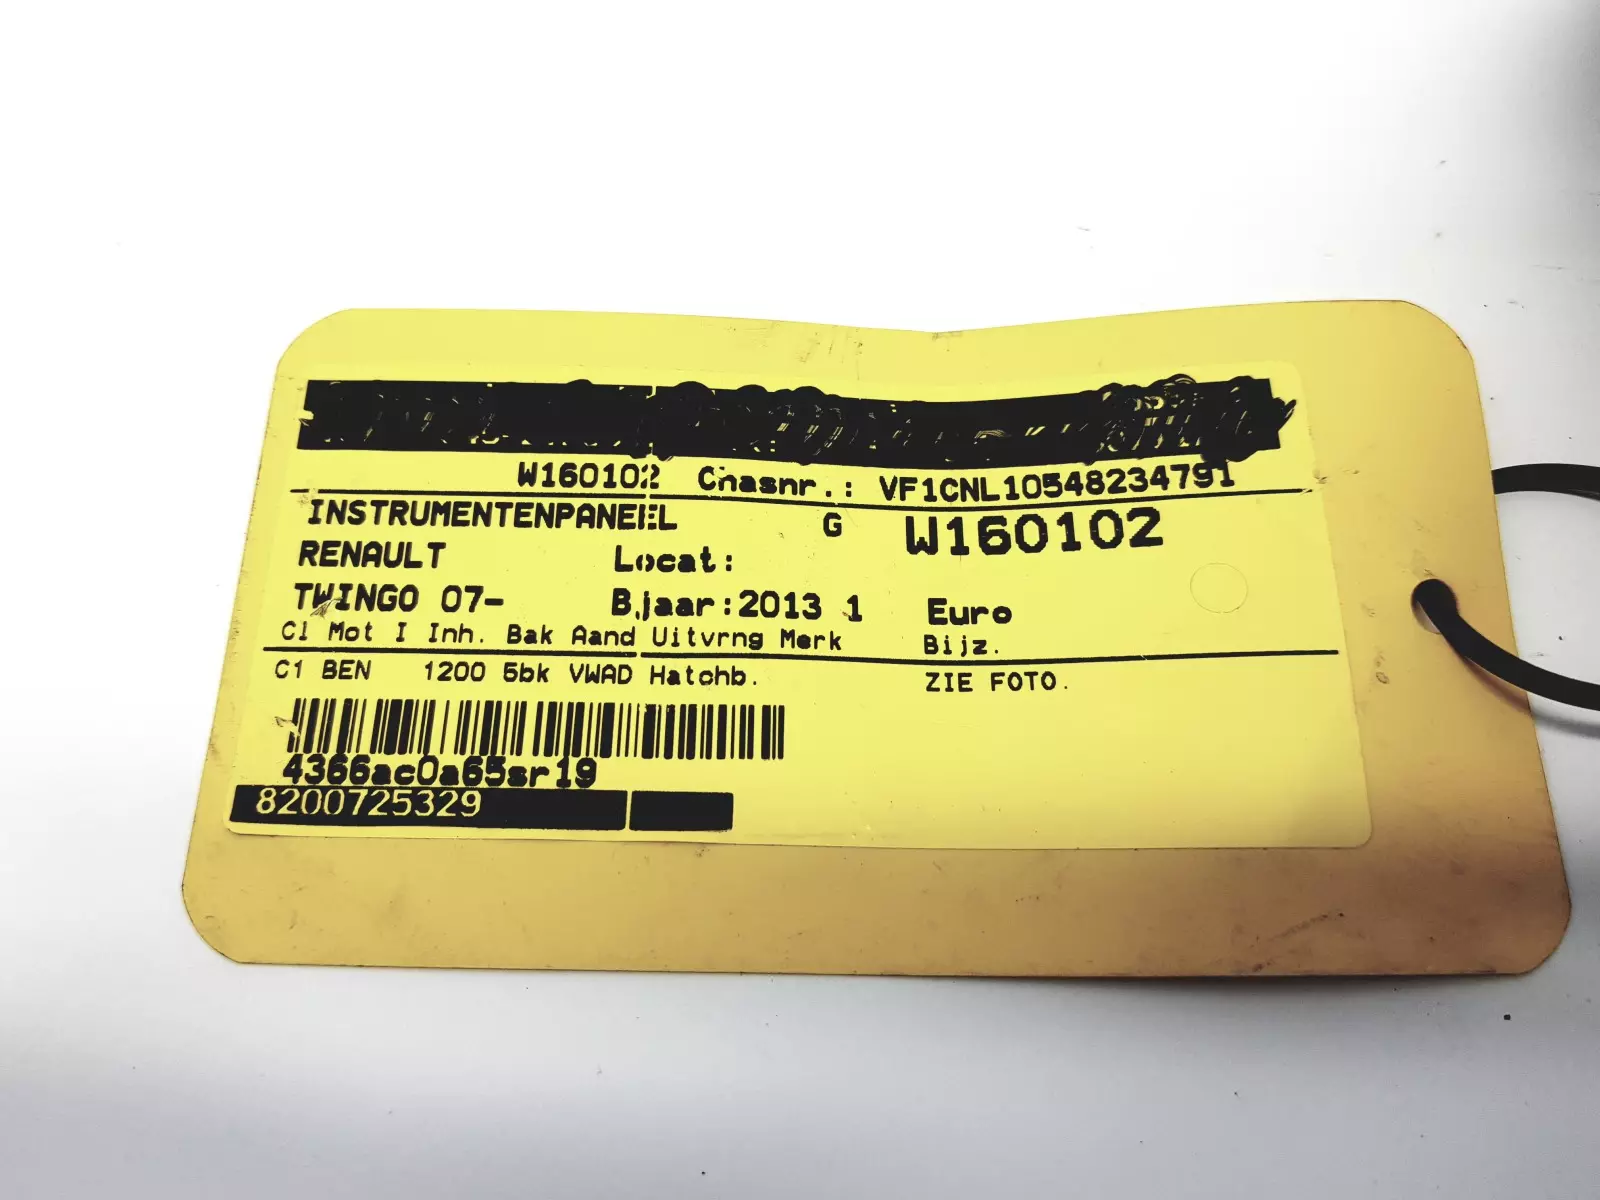 W160102 Chasnr.: VF1CNL10548234791
INSTRUMENTENPANEEL G W160102
RENAULT Locat:
TWINGO 07- Bjaar:2013 1 Euro
Cl Mot I Inh. Bak Aand Uitvrng Merk Bijz.
C1 BEN 1200 5bk VWAD Hatchb. ZIE FOTO.
4366ac0a65sr19
8200725329